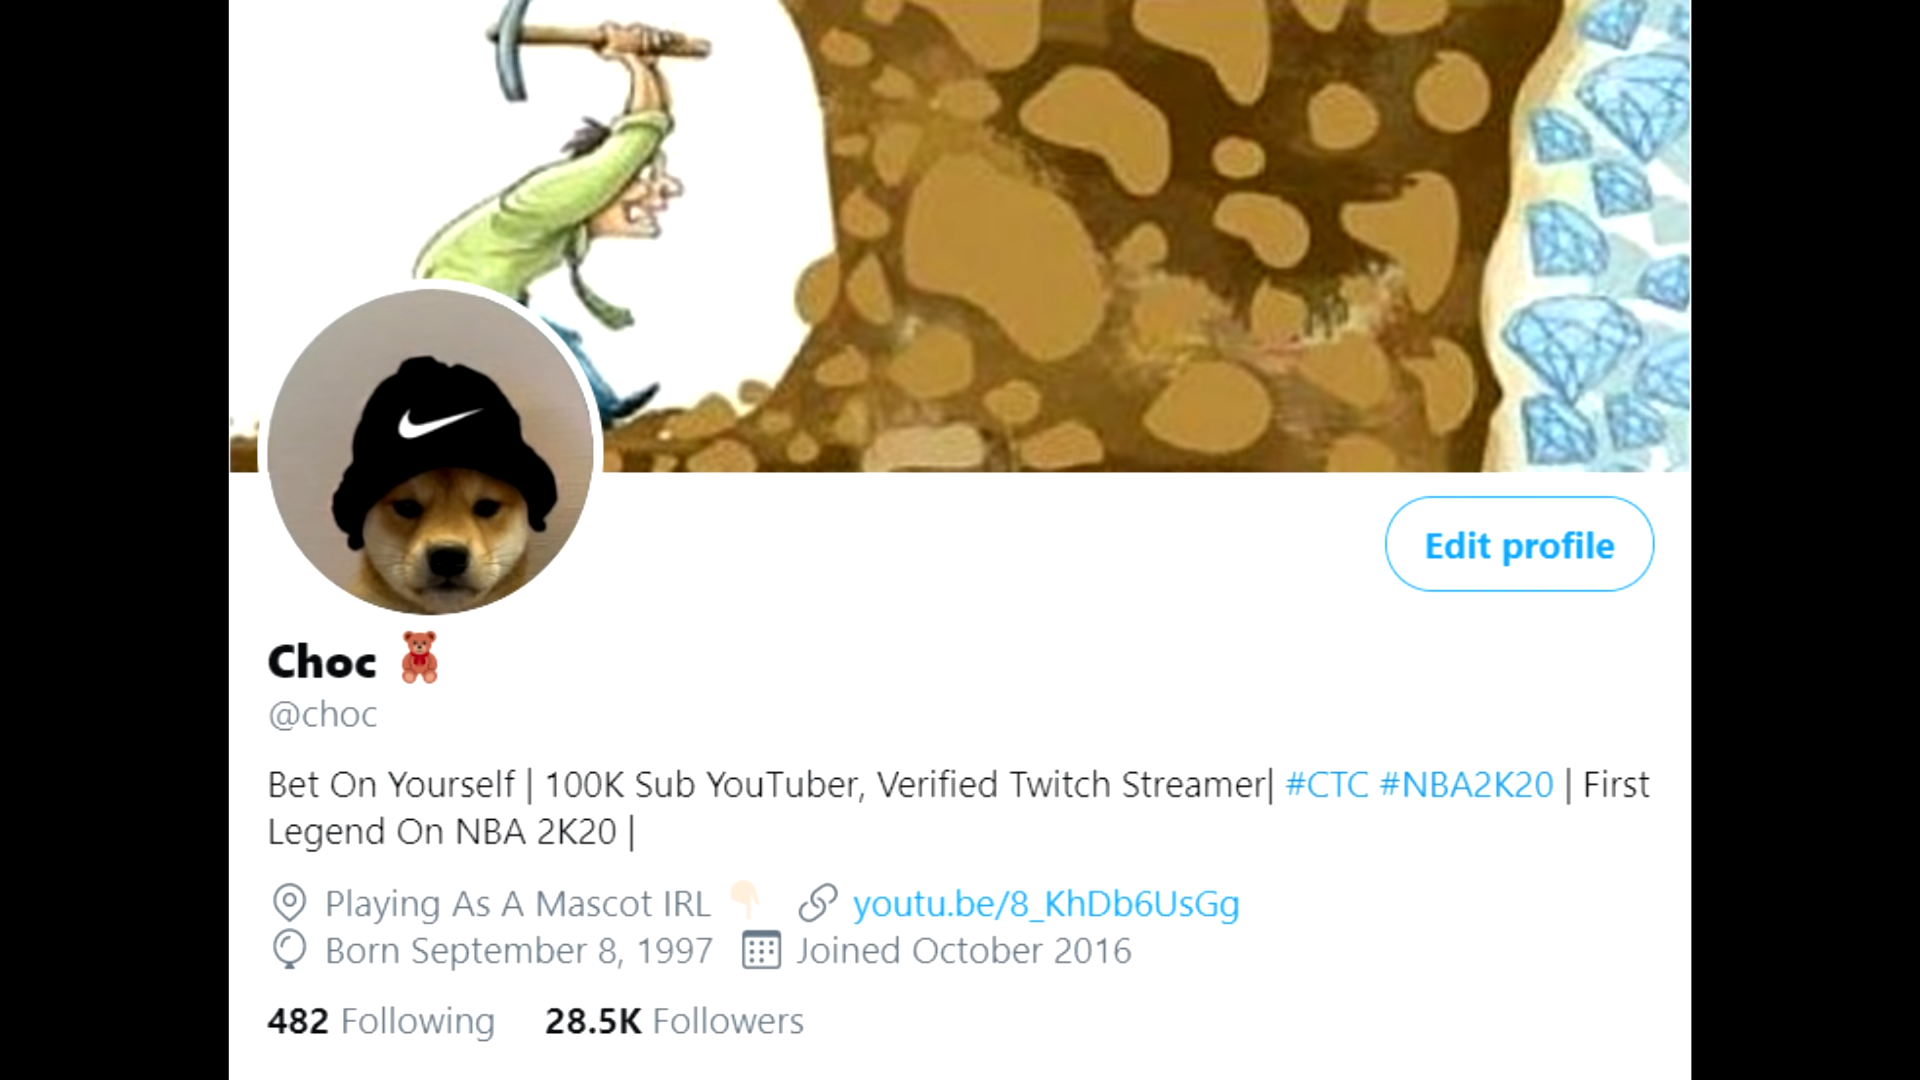 Edit profile
Choc 🧸
@choc
Bet On Yourself | 100K Sub YouTuber, Verified Twitch Streamer| #CTC #NBA2K20 | First
Legend On NBA 2K20 |
Playing As A Mascot IRL 👇🏻 youtu.be/8_KhDb6UsGg
Born September 8, 1997 Joined October 2016
482 Following 28.5K Followers